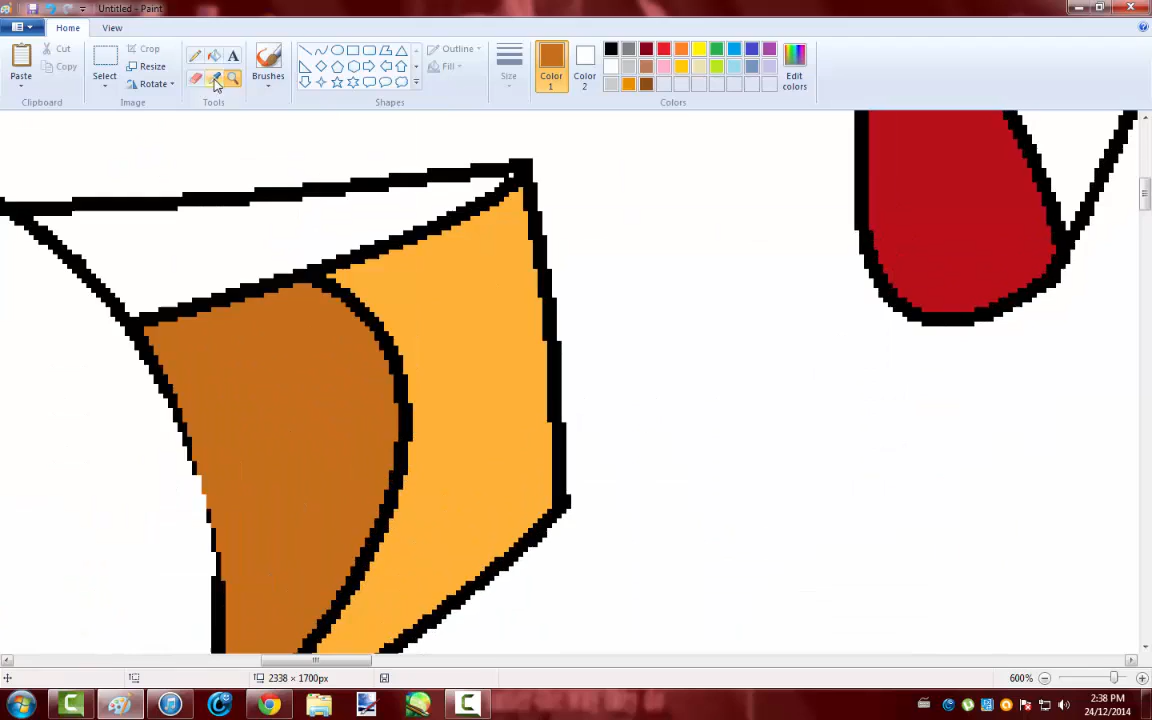 Untitled - Paint
Home View
Paste
Cut
Copy
Clipboard
Select
Crop
Resize
Rotate
Image
A
Tools
Brushes
Outline
Fill
Shapes
Size
Color
1
Color
2
Edit
colors
Colors
2338 × 1700px
600%
2:38 PM
24/12/2014